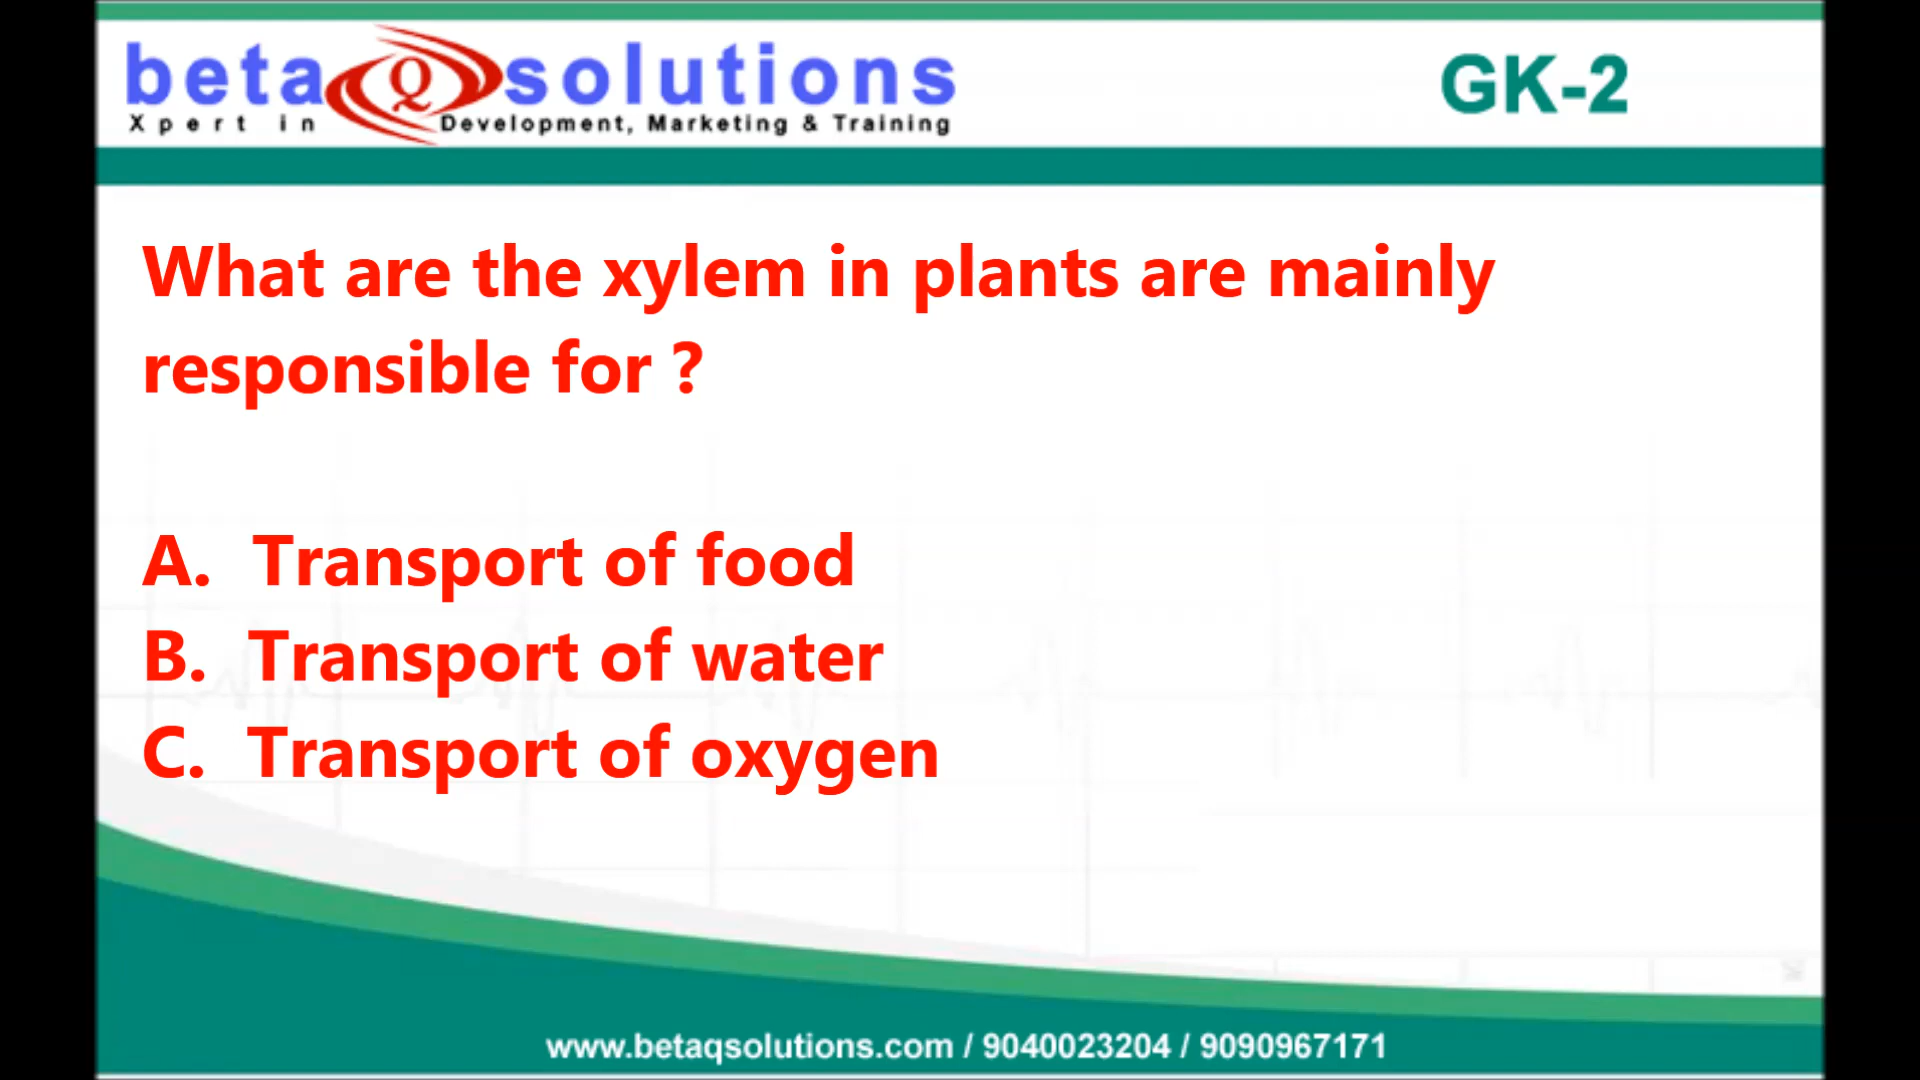 beta Q solutions
Xpert in Development, Marketing & Training
GK-2
What are the xylem in plants are mainly
responsible for ?
A. Transport of food
B. Transport of water
C. Transport of oxygen
www.betaqsolutions.com / 9040023204 / 9090967171